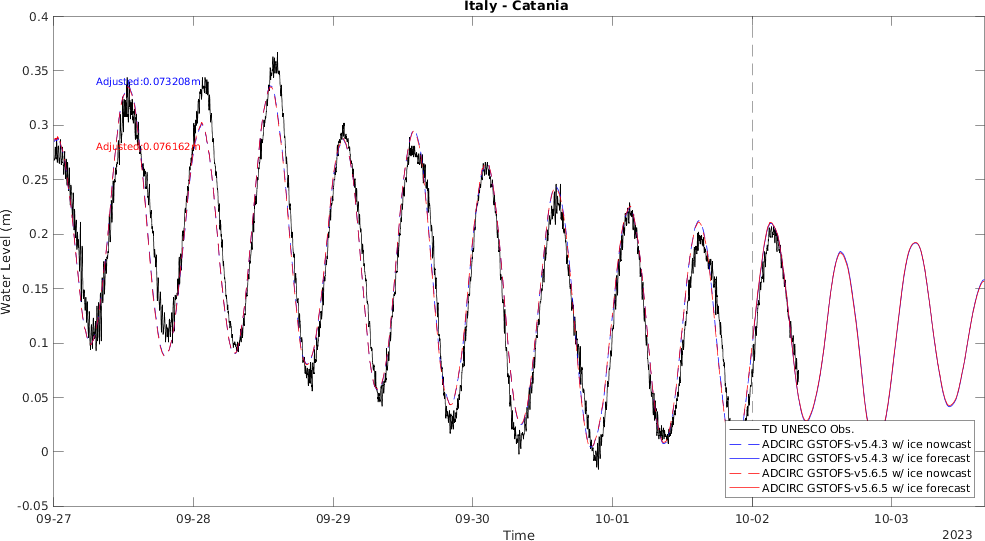 Italy - Catania
0.4
0.35
0.3
0.25
0.2
0.15
0.1
0.05
0
-0.05
Water Level (m)
Adjusted:0.073208m
Adjusted:0.076162m
TD UNESCO Obs.
ADCIRC GSTOFS-v5.4.3 w/ ice nowcast
ADCIRC GSTOFS-v5.4.3 w/ ice forecast
ADCIRC GSTOFS-v5.6.5 w/ ice nowcast
ADCIRC GSTOFS-v5.6.5 w/ ice forecast
09-27 09-28 09-29 09-30 10-01 10-02 10-03
Time
2023